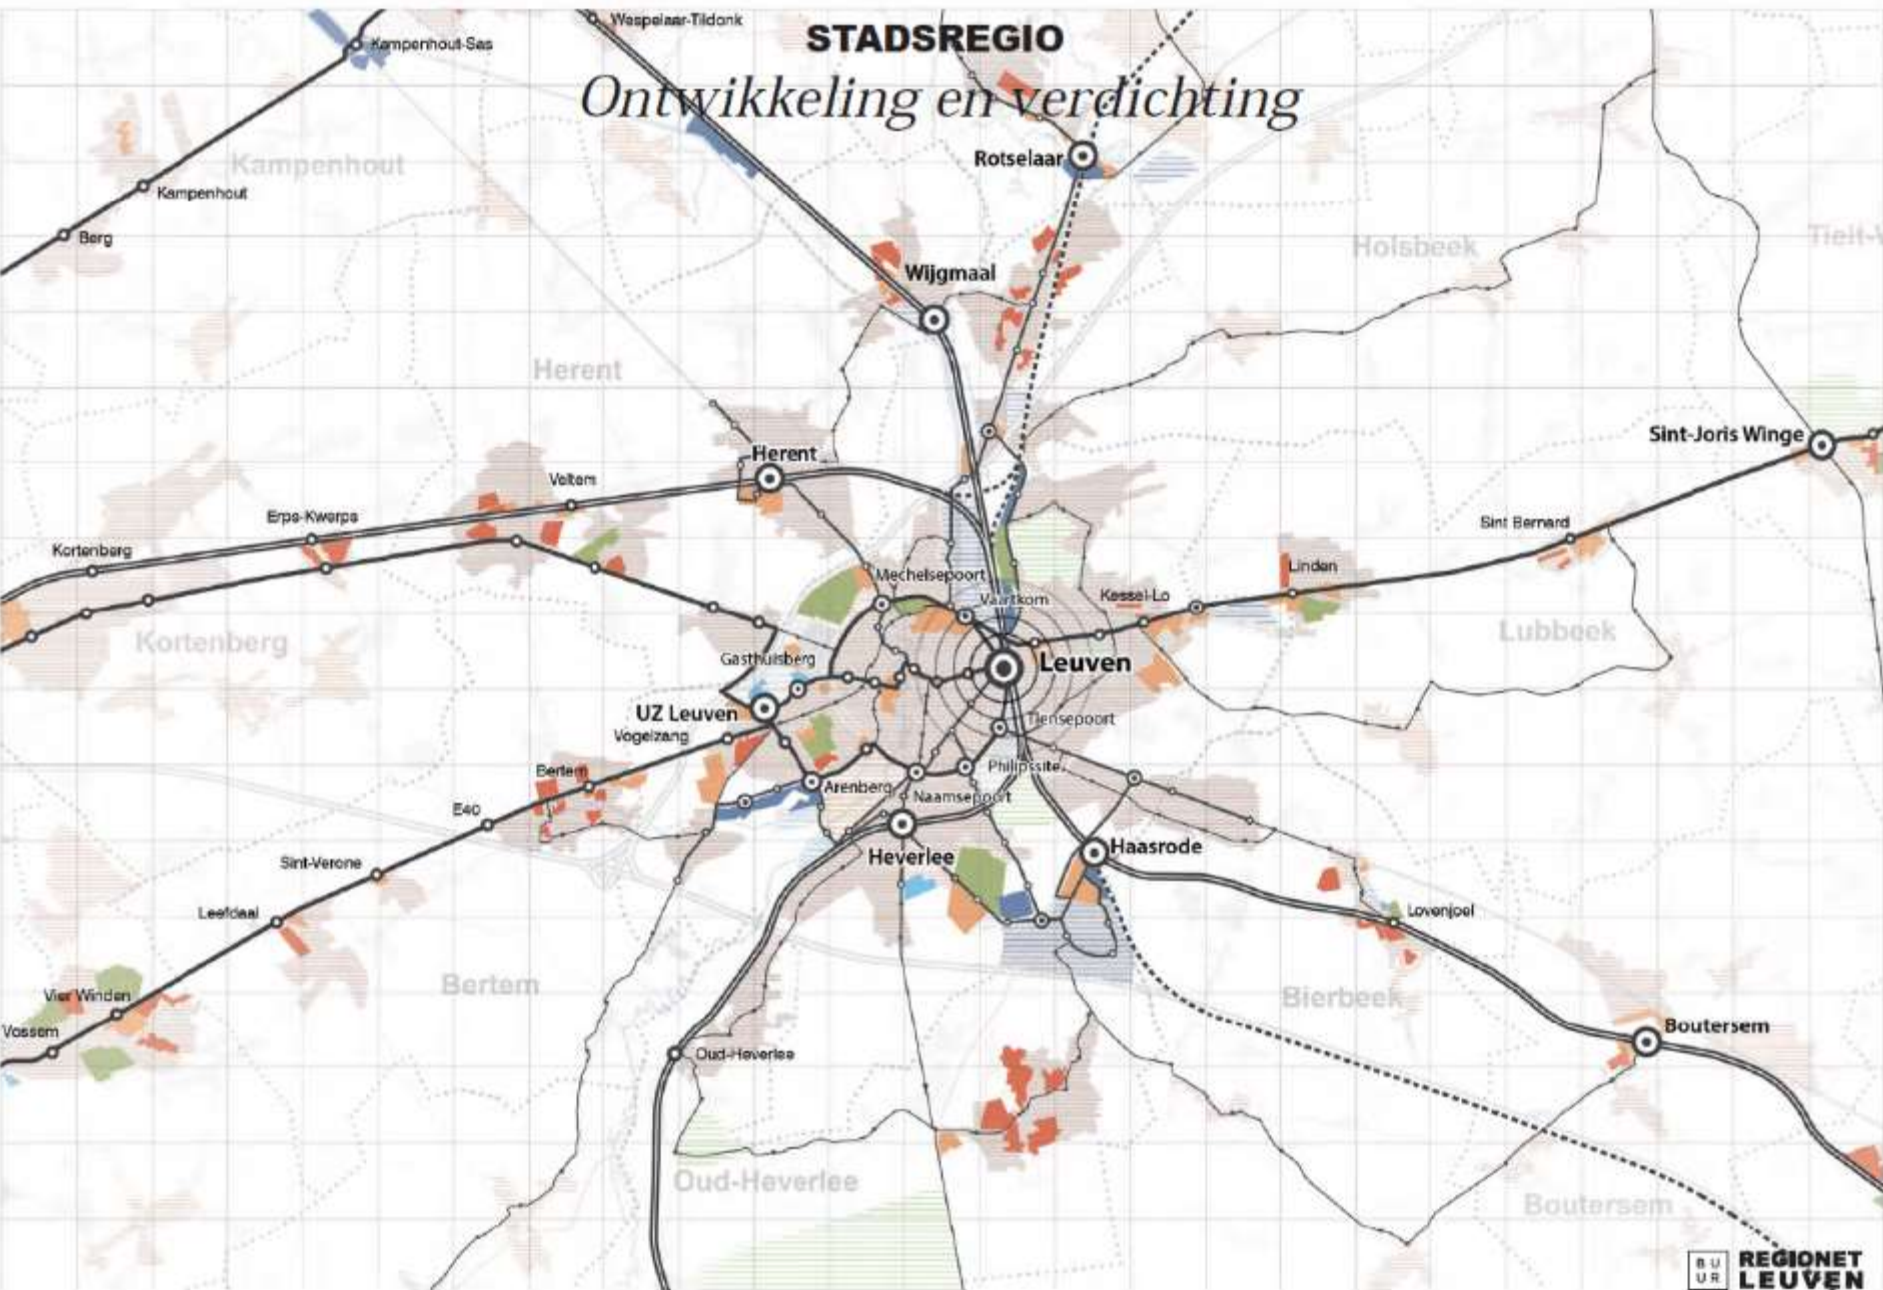 Wespelaar-Tildonk
STADSREGIO
Kampenhout-Sas
Ontwikkeling en verdichting
Rotselaar
Kampenhout
Kampenhout
Berg
Holsbeek
Tielt-W
Wijgmaal
Herent
Sint-Joris Winge
Herent
Veltem
Erps-Kwerps
Sint Bernard
Kortenberg
Linden
Mechelsepoort
Kessel-Lo
Vaartkom
Kortenberg
Lubbeek
Gasthuisberg
Leuven
UZ Leuven
Tiensepoort
Vogelzang
Philipssite
Bertem
Arenberg
Naamsepoort
E40
Haasrode
Sint-Verone
Heverlee
Leefdaal
Lovenjoel
Bertem
Vier Winden
Bierbeek
Vossem
Boutersem
Oud-Heverlee
Oud-Heverlee
Boutersem
BU
UR
REGIONET
LEUVEN